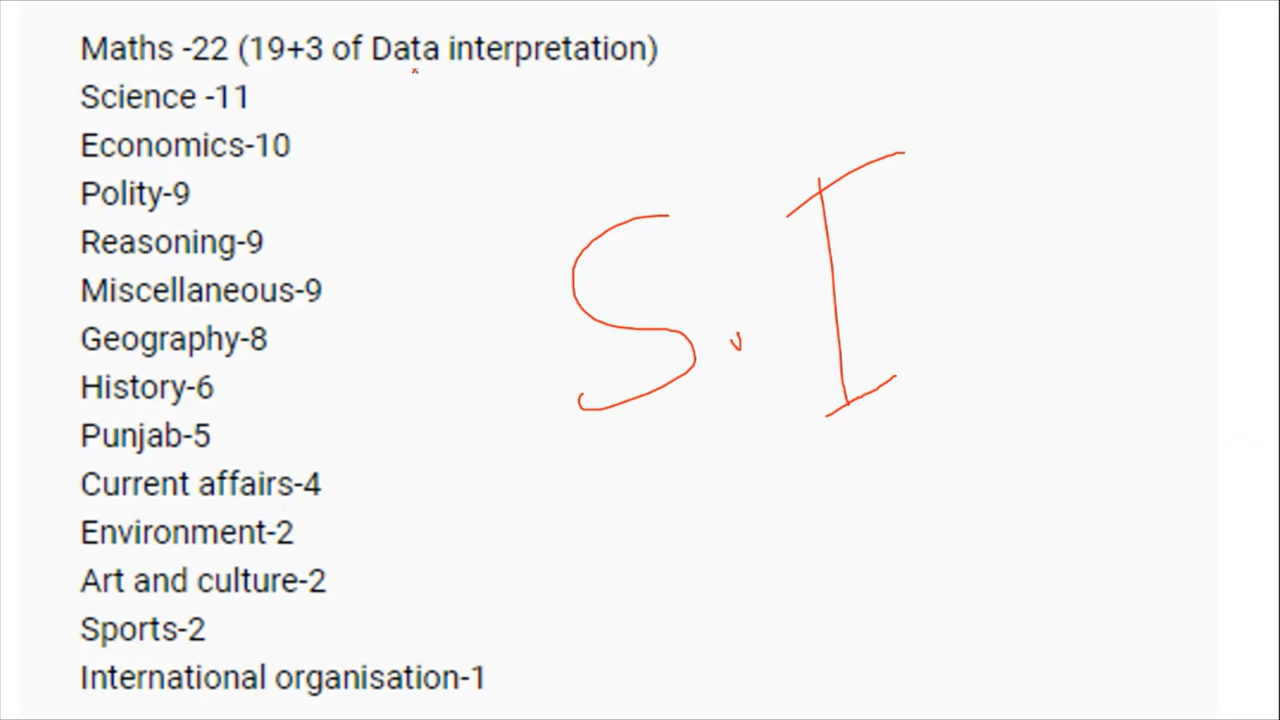 Maths -22 (19+3 of Data interpretation)
Science -11
Economics-10
Polity-9
Reasoning-9
Miscellaneous-9
Geography-8
History-6
Punjab-5
Current affairs-4
Environment-2
Art and culture-2
Sports-2
International organisation-1
S.I